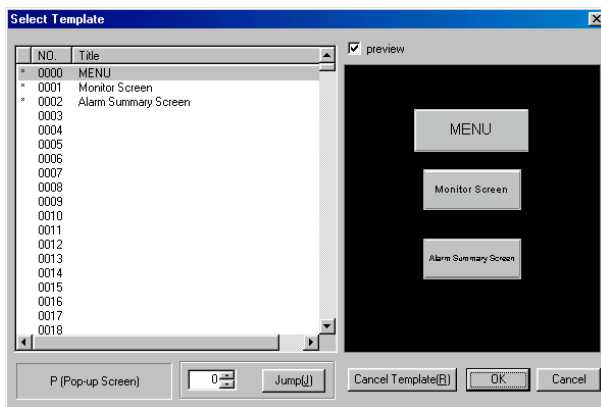 Select Template
preview
NO. Title
* 0000 MENU
* 0001 Monitor Screen
* 0002 Alarm Summary Screen
0003
0004
0005
0006
0007
0008
0009
0010
0011
0012
0013
0014
0015
0016
0017
0018
MENU
Monitor Screen
Alarm Summary Screen
P (Pop-up Screen)
0
Jump(J)
Cancel Template(R)
OK
Cancel